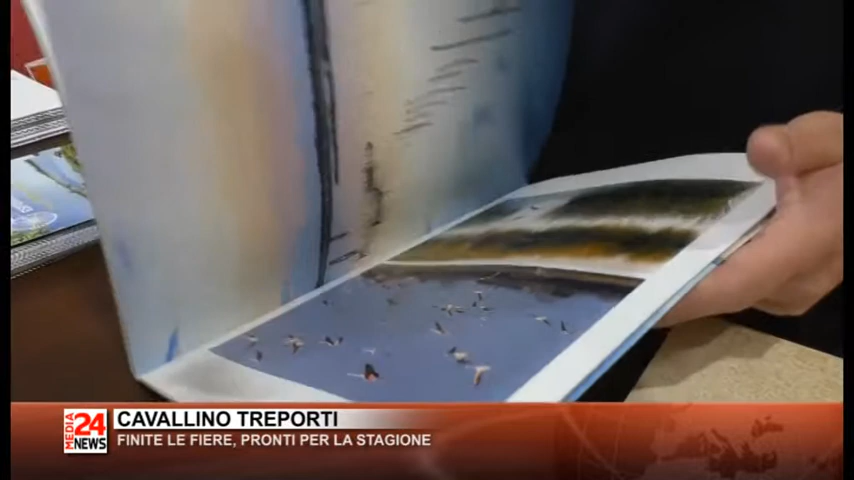 MEDIA
24
NEWS
CAVALLINO TREPORTI
FINITE LE FIERE, PRONTI PER LA STAGIONE